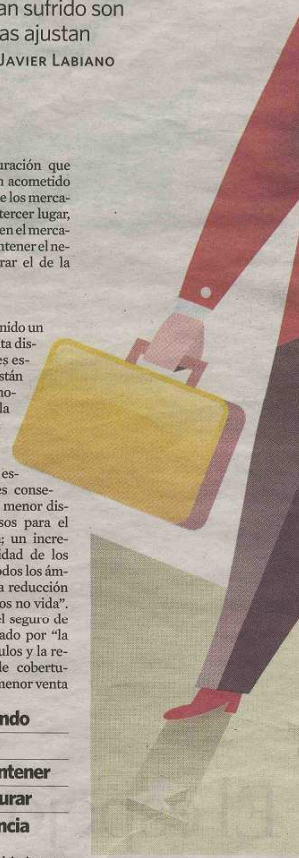 an sufrido son
as ajustan
JAVIER LABIANO
uración que
n acometido
e los merca-
tercer lugar,
en el merca-
ntener el ne-
rar el de la
nido un
ta dis-
es es-
stán
no-
la
es-
es conse-
menor dis-
sos para el
; un incre-
idad de los
odos los ám-
a reducción
os no vida”.
el seguro de
ado por “la
ulos y la re-
le cobertu-
menor venta
ndo
ntener
urar
ncia